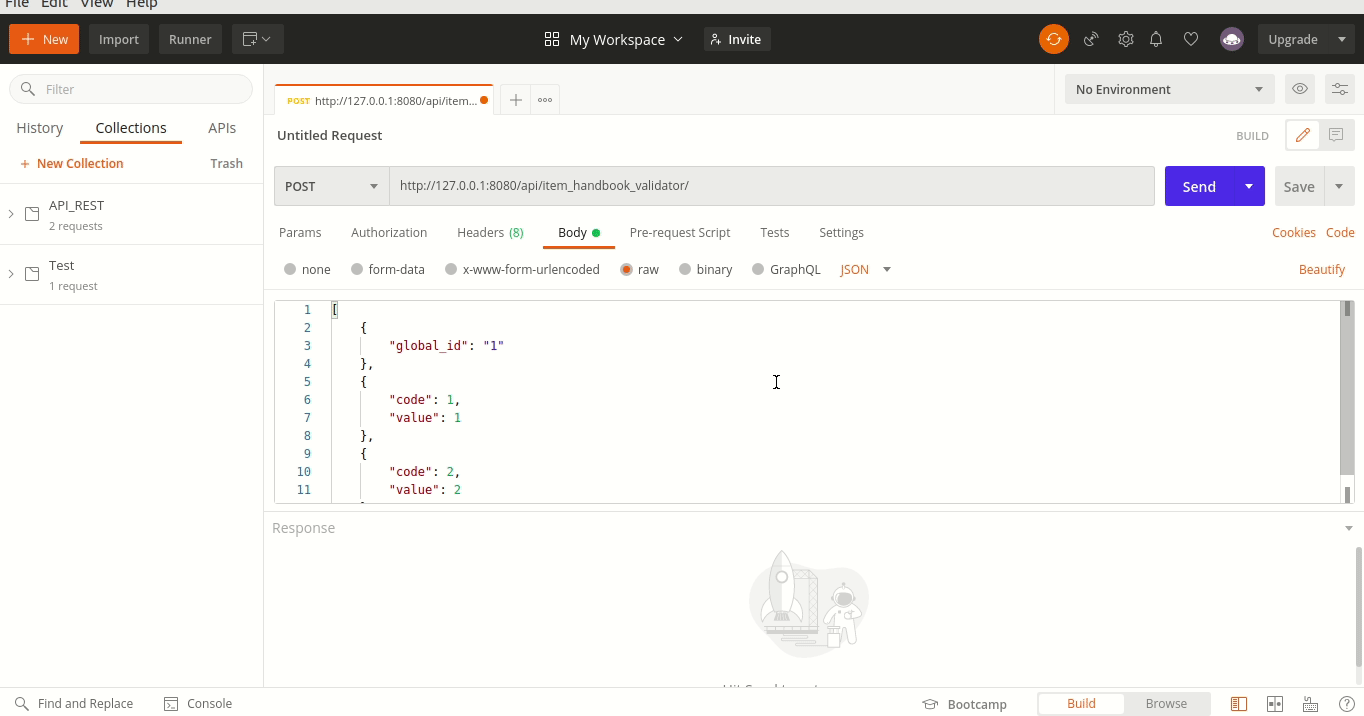 File Edit View Help
New Import Runner My Workspace Invite Upgrade
Filter
History Collections APIs
New Collection Trash
API_REST
2 requests
Test
1 request
POST http://127.0.0.1:8080/api/item... No Environment
Untitled Request BUILD
POST http://127.0.0.1:8080/api/item_handbook_validator/ Send Save
Params Authorization Headers (8) Body Pre-request Script Tests Settings Cookies Code
none form-data x-www-form-urlencoded raw binary GraphQL JSON Beautify
1 [
2 {
3 "global_id": "1"
4 },
5 {
6 "code": 1,
7 "value": 1
8 },
9 {
10 "code": 2,
11 "value": 2
Response
Find and Replace Console Bootcamp Build Browse